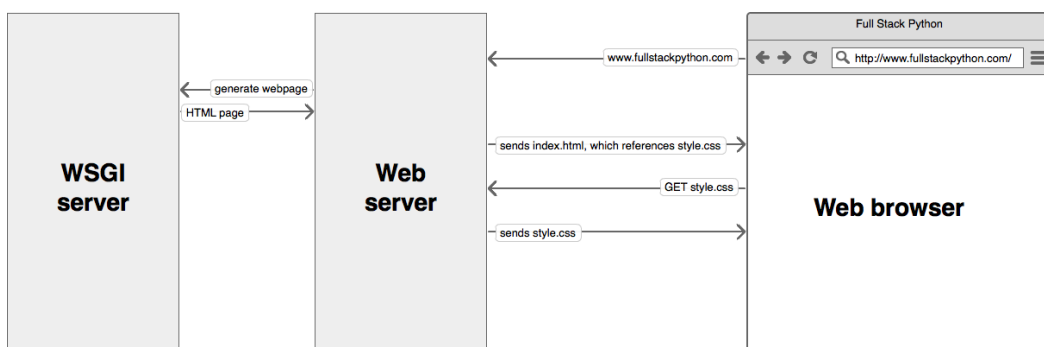 Full Stack Python
http://www.fullstackpython.com/
www.fullstackpython.com
generate webpage
HTML page
sends index.html, which references style.css
GET style.css
sends style.css
WSGI
server
Web
server
Web browser